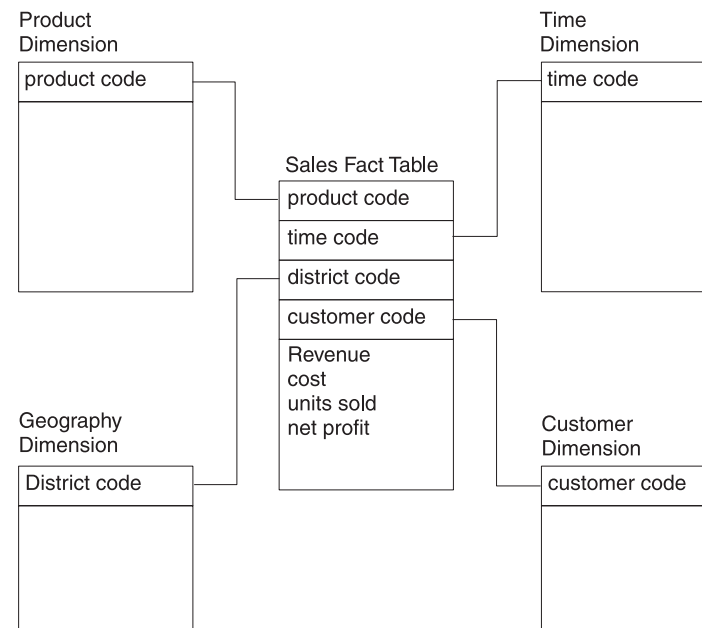 Product
Dimension
product code
Time
Dimension
time code
Sales Fact Table
product code
time code
district code
customer code
Revenue
cost
units sold
net profit
Geography
Dimension
District code
Customer
Dimension
customer code